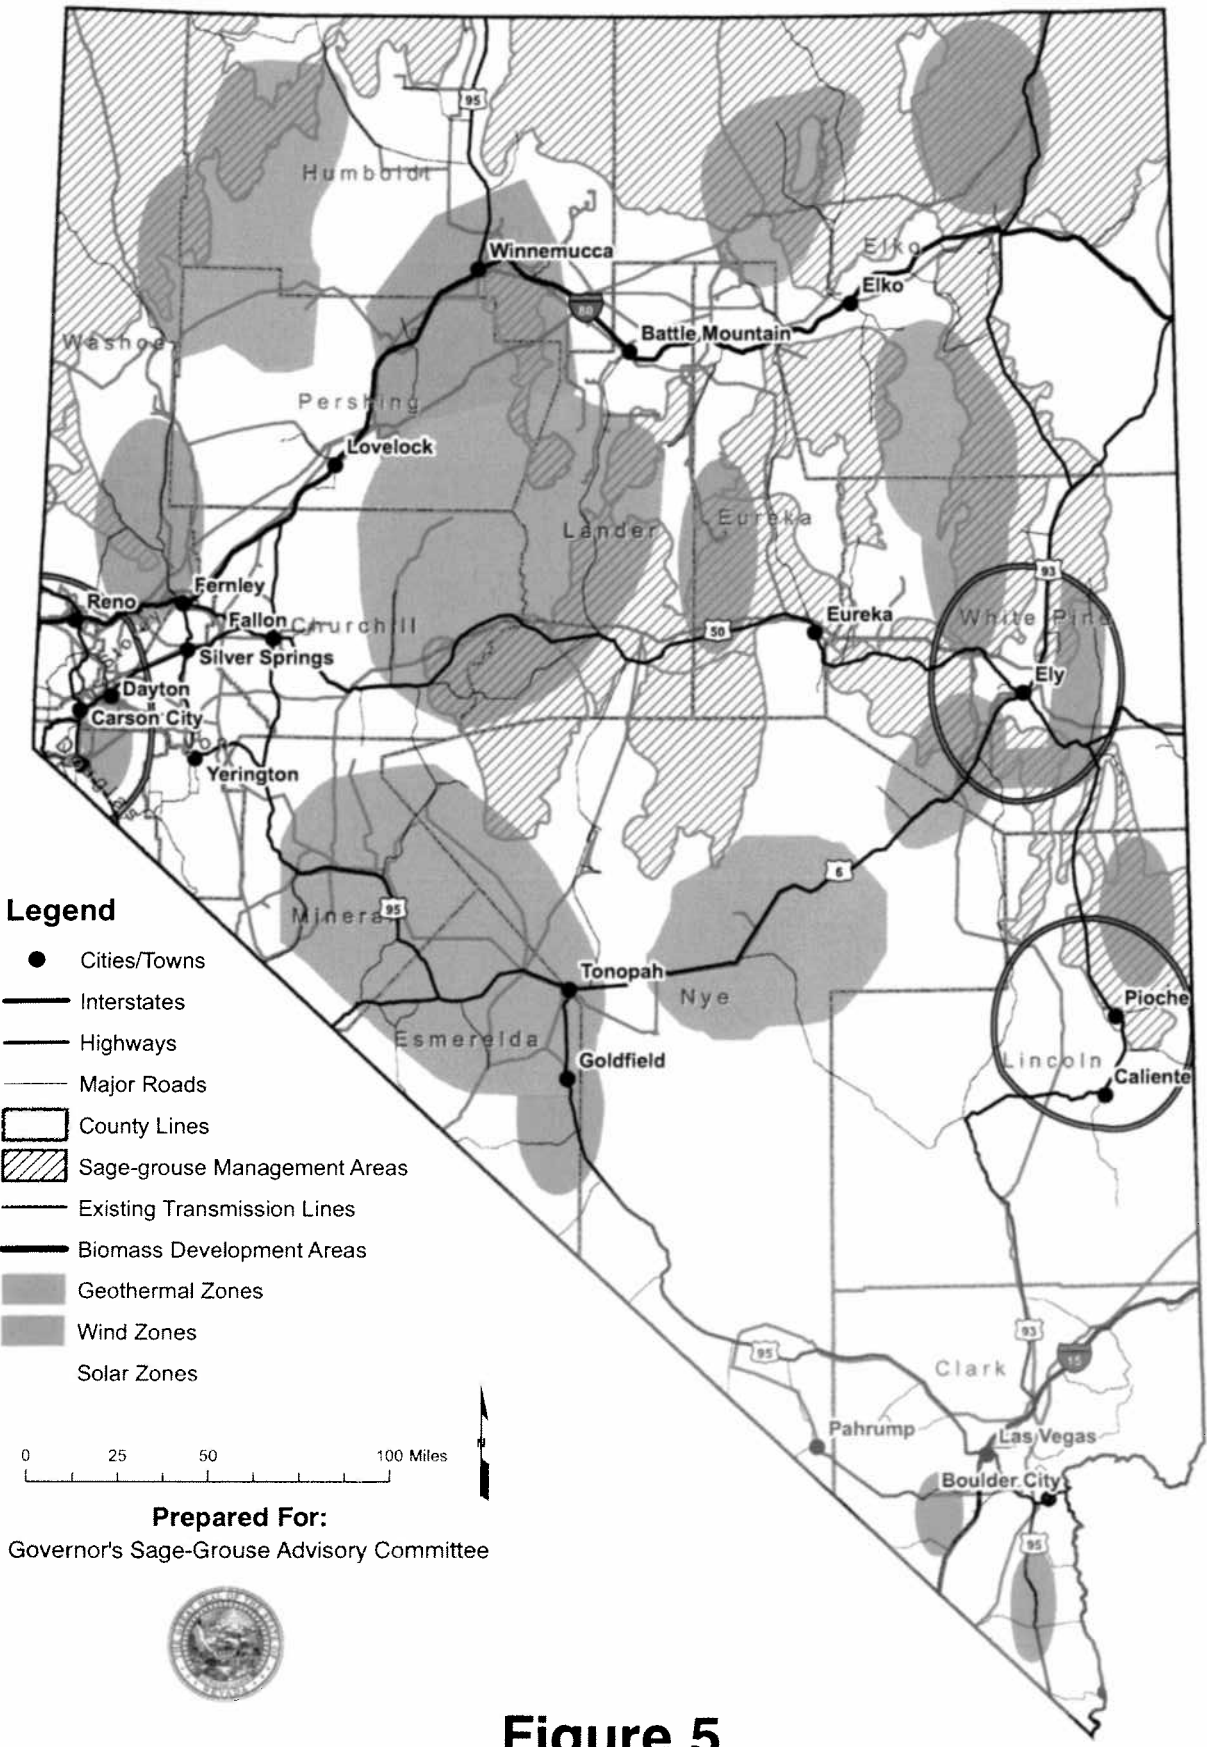 95
Humboldt
Winnemucca
Elko
Elko
80
Battle Mountain
Washoe
Pershing
Lovelock
Lander
Eureka
93
Fernley
Reno
Fallon
Churchill
50
Eureka
White Pine
Silver Springs
Ely
Dayton
Carson City
Douglas
Yerington
6
Mineral
95
Tonopah
Nye
Pioche
Esmerelda
Goldfield
Lincoln
Caliente
Legend
Cities/Towns
Interstates
Highways
Major Roads
County Lines
Sage-grouse Management Areas
Existing Transmission Lines
Biomass Development Areas
Geothermal Zones
Wind Zones
Solar Zones
93
95
15
Clark
Pahrump
Las Vegas
Boulder City
95
0 25 50 100 Miles
N
Prepared For:
Governor's Sage-Grouse Advisory Committee
Figure 5